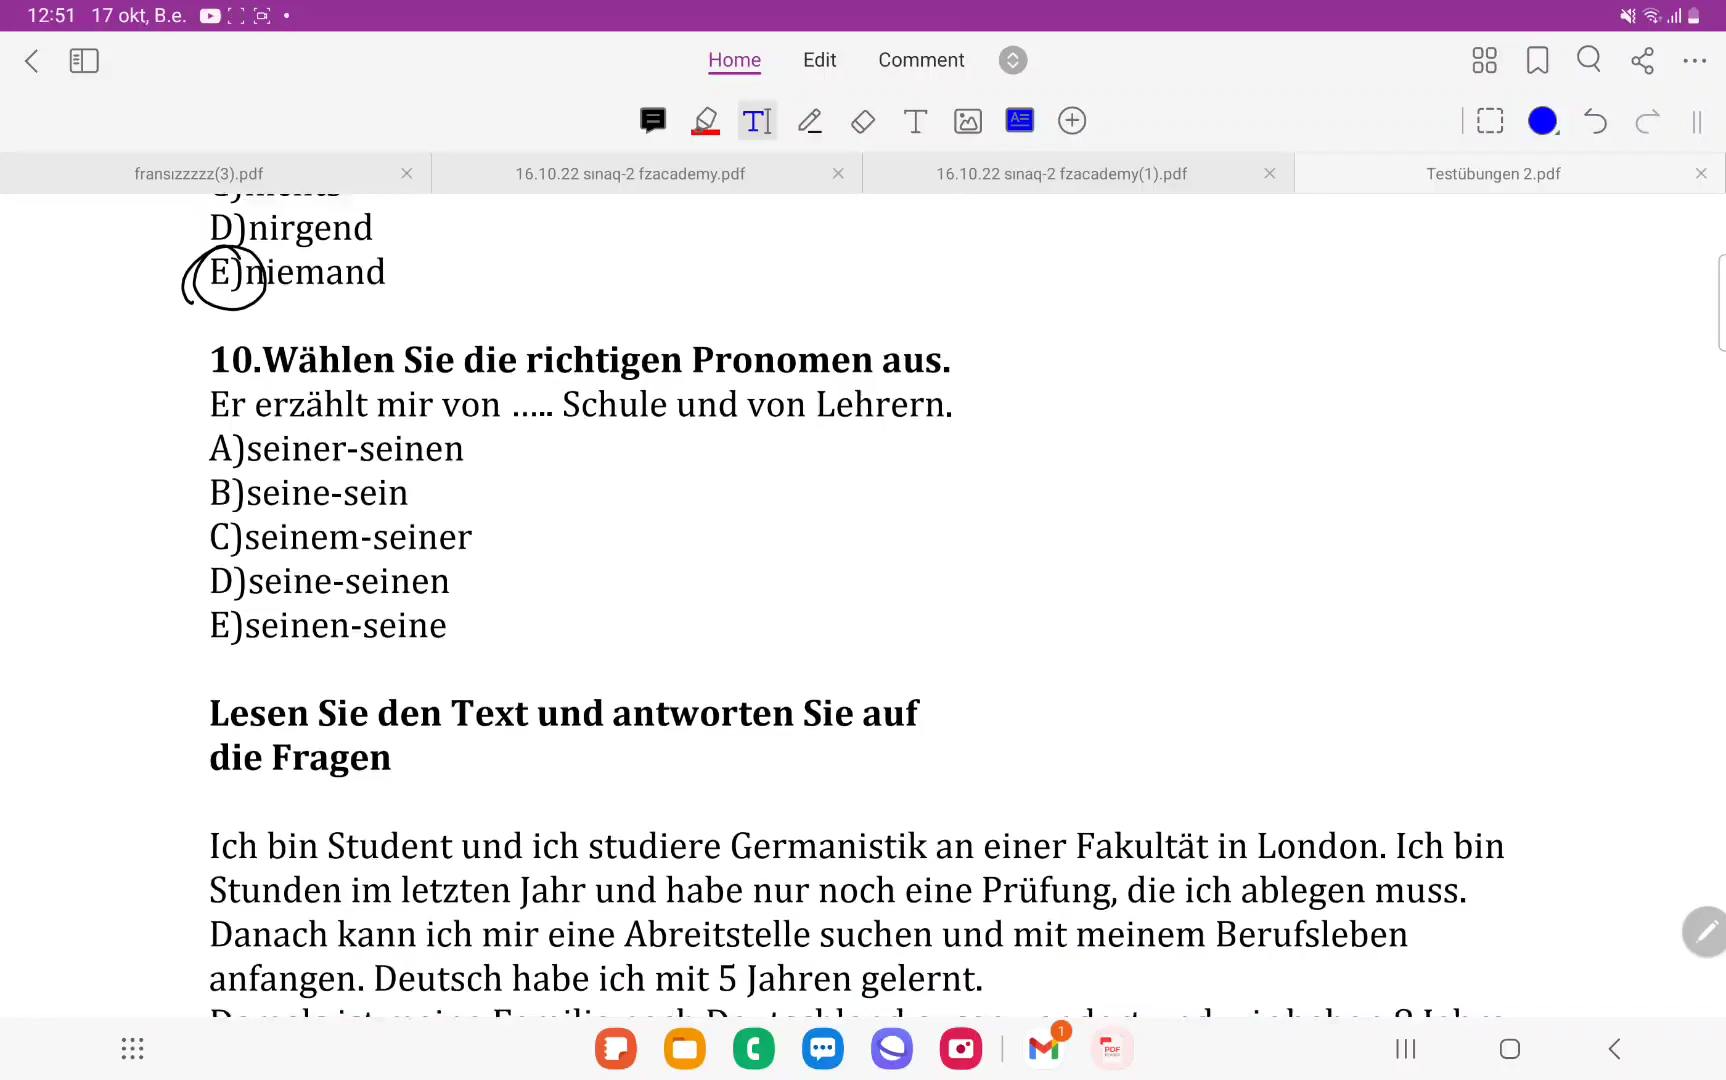 12:51 17 okt, B.e.
Home Edit Comment
fransızzzzz(3).pdf
16.10.22 sınaq-2 fzacademy.pdf
16.10.22 sınaq-2 fzacademy(1).pdf
Testübungen 2.pdf
D)nirgend
E)niemand
10.Wählen Sie die richtigen Pronomen aus.
Er erzählt mir von ..... Schule und von Lehrern.
A)seiner-seinen
B)seine-sein
C)seinem-seiner
D)seine-seinen
E)seinen-seine
Lesen Sie den Text und antworten Sie auf
die Fragen
Ich bin Student und ich studiere Germanistik an einer Fakultät in London. Ich bin
Stunden im letzten Jahr und habe nur noch eine Prüfung, die ich ablegen muss.
Danach kann ich mir eine Abreitstelle suchen und mit meinem Berufsleben
anfangen. Deutsch habe ich mit 5 Jahren gelernt.
1
PDF